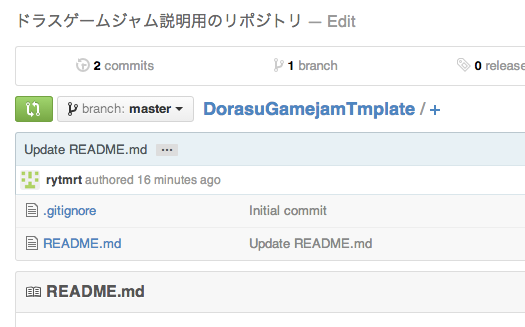 ドラスゲームジャム説明用のリポジトリ — Edit
2 commits 1 branch 0 release
branch: master DorasuGamejamTmplate / +
Update README.md ...
rytmrt authored 16 minutes ago
.gitignore Initial commit
README.md Update README.md
README.md